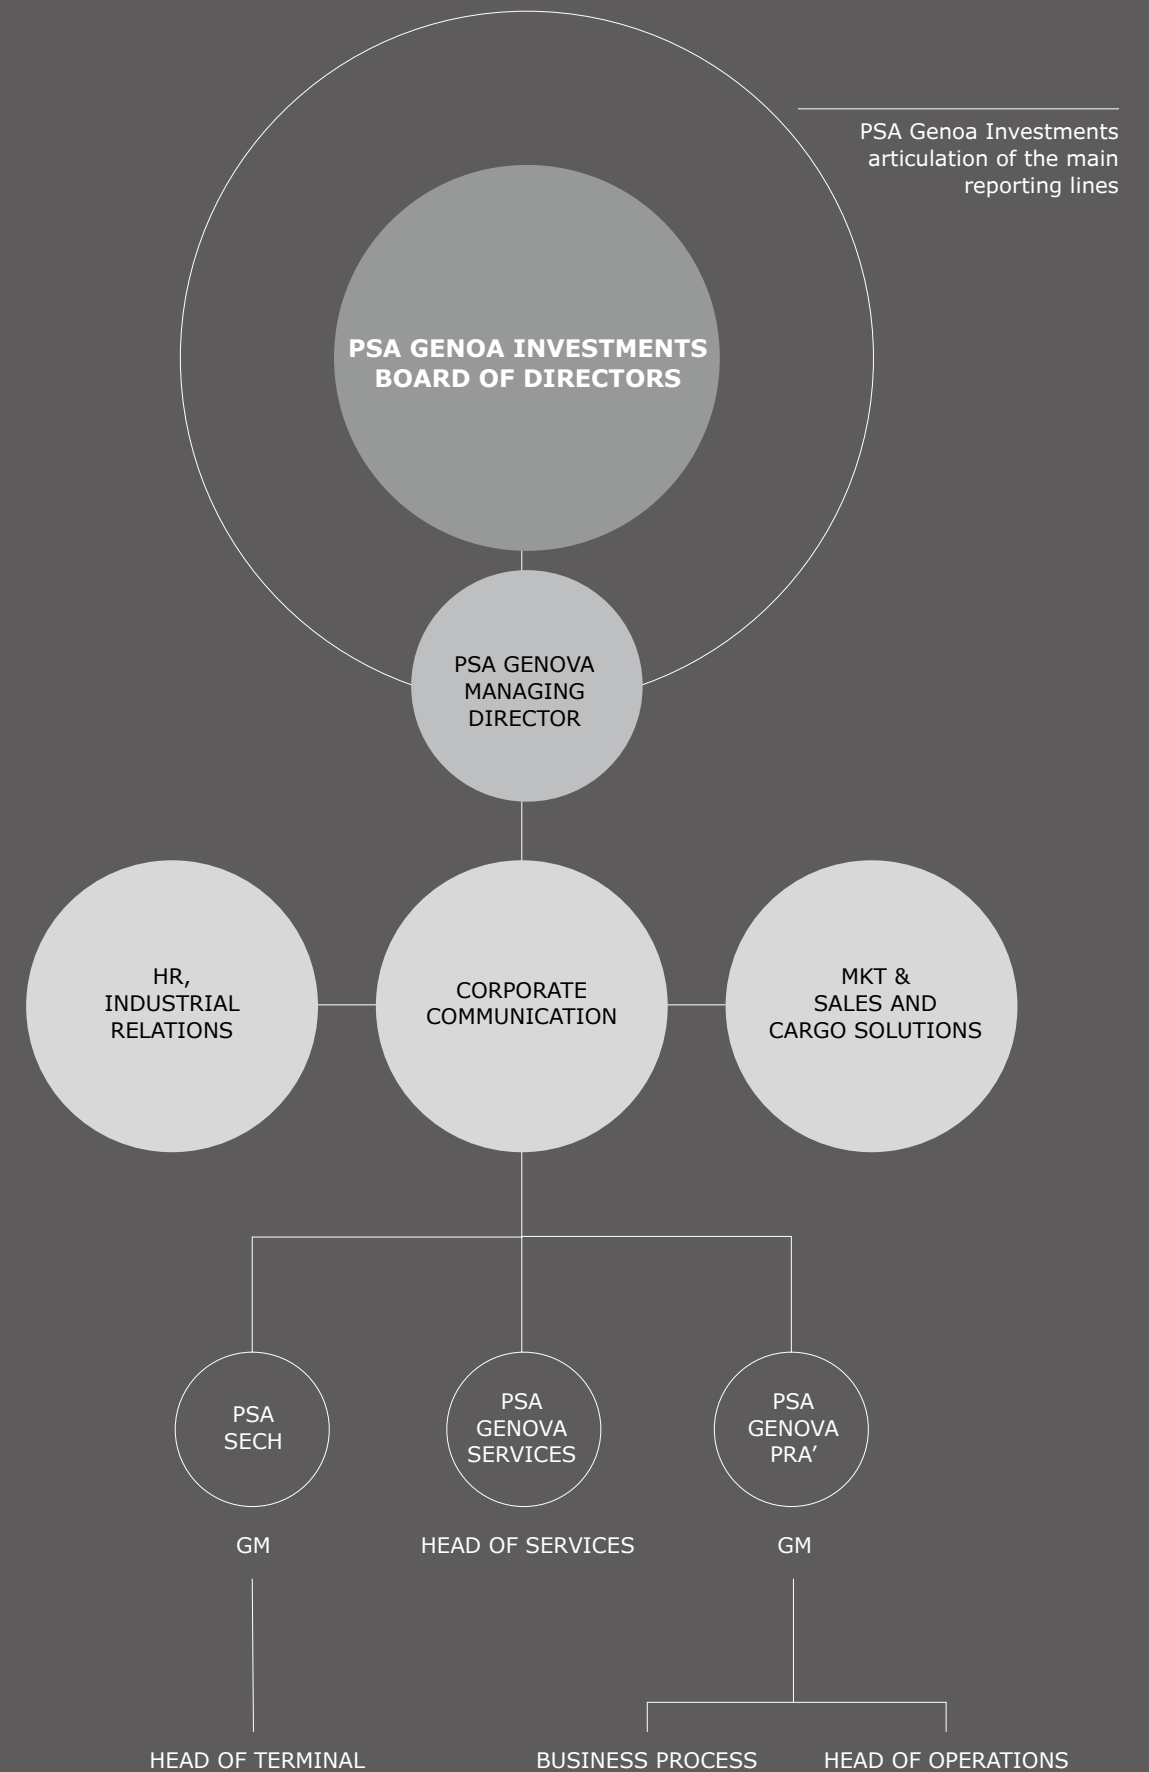 PSA Genoa Investments
articulation of the main
reporting lines
PSA GENOA INVESTMENTS
BOARD OF DIRECTORS
PSA GENOVA
MANAGING
DIRECTOR
HR,
INDUSTRIAL
RELATIONS
CORPORATE
COMMUNICATION
MKT &
SALES AND
CARGO SOLUTIONS
PSA
SECH
PSA
GENOVA
SERVICES
PSA
GENOVA
PRA’
GM
HEAD OF SERVICES
GM
HEAD OF TERMINAL
BUSINESS PROCESS
HEAD OF OPERATIONS